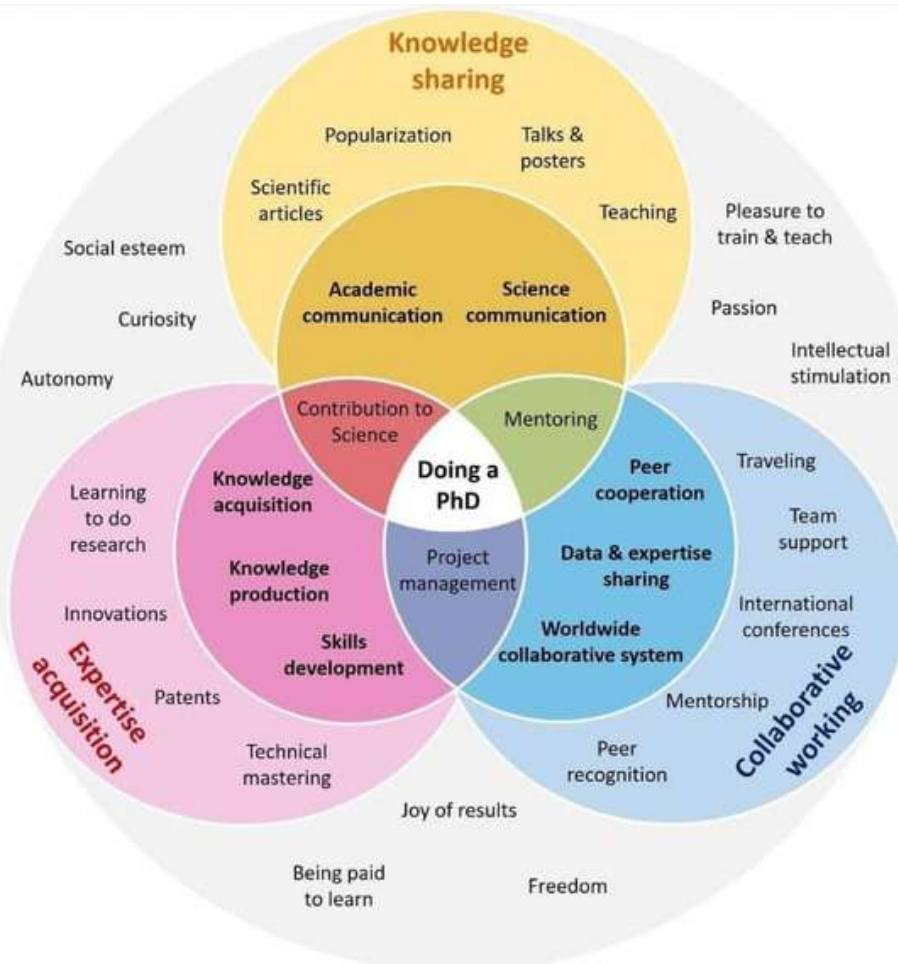 Knowledge
sharing
Popularization
Talks &
posters
Scientific
articles
Teaching
Pleasure to
train & teach
Social esteem
Academic
communication
Science
communication
Curiosity
Passion
Autonomy
Intellectual
stimulation
Contribution to
Science
Mentoring
Doing a
PhD
Knowledge
acquisition
Peer
cooperation
Traveling
Learning
to do
research
Team
support
Project
management
Data & expertise
sharing
Knowledge
production
Innovations
International
conferences
Skills
development
Worldwide
collaborative system
Expertise
acquisition
Patents
Mentorship
Collaborative
working
Technical
mastering
Peer
recognition
Joy of results
Being paid
to learn
Freedom